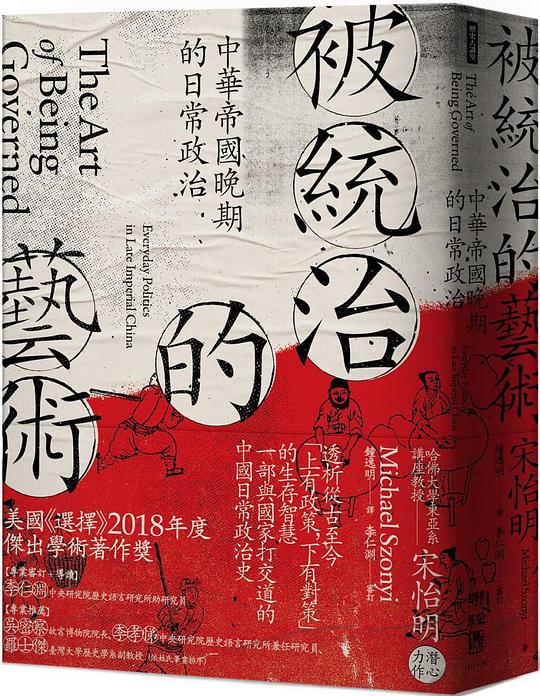 被統治
的
藝術
中華帝國晚期
的日常政治
The Art
of Being
Governed
Everyday Politics
in Late Imperial China
哈佛大學東亞系
講座教授
宋怡明
Michael Szonyi
鐘逸明 譯 李仁淵 審訂
潛心
力作
透析從古至今
「上有政策，下有對策」
的生存智慧
一部與國家打交道的
中國日常政治史
美國《選擇》2018年度
傑出學術著作獎
【專業審訂+導讀】
李仁淵 中央研究院歷史語言研究所助研究員
【專業推薦】
吳密察 故宮博物院院長、李孝悌 中央研究院歷史語言研究所兼任研究員、
羅士傑 臺灣大學歷史學系副教授（依姓氏筆畫排序）
歷史大講堂
被統治的藝術
The Art of
Being Governed
中華帝國晚期
的日常政治
Everyday Politics
in Late Imperial China
宋怡明
Michael Szonyi
著
鐘逸明 譯 李仁淵 審訂